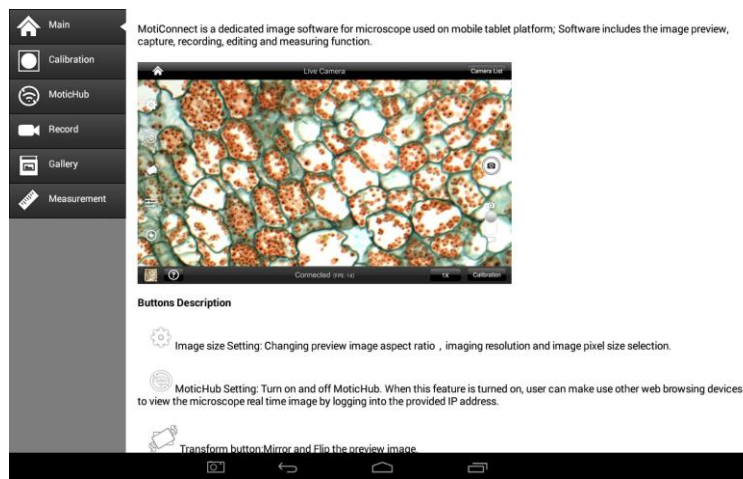 Main
Calibration
MoticHub
Record
Gallery
Measurement
MotiConnect is a dedicated image software for microscope used on mobile tablet platform; Software includes the image preview,
capture, recording, editing and measuring function.
Live Camera
Camera List
Connected (FPS: 14)
1X
Calibration
Buttons Description
Image size Setting: Changing preview image aspect ratio , imaging resolution and image pixel size selection.
MoticHub Setting: Turn on and off MoticHub. When this feature is turned on, user can make use other web browsing devices
to view the microscope real time image by logging into the provided IP address.
Transform button:Mirror and Flip the preview image.